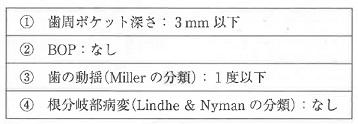 ① 歯周ポケット深さ：3 mm 以下
② BOP：なし
③ 歯の動揺(Miller の分類)：1 度以下
④ 根分岐部病変(Lindhe & Nyman の分類)：なし